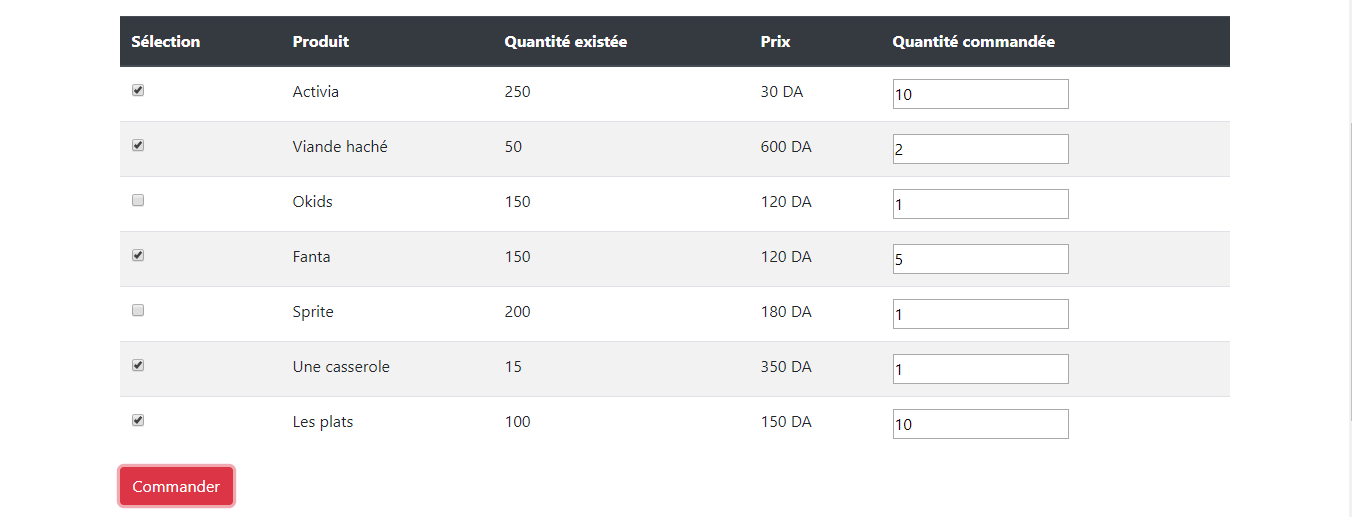 Sélection Produit Quantité existée Prix Quantité commandée
Activia 250 30 DA 10
Viande haché 50 600 DA 2
Okids 150 120 DA 1
Fanta 150 120 DA 5
Sprite 200 180 DA 1
Une casserole 15 350 DA 1
Les plats 100 150 DA 10
Commander